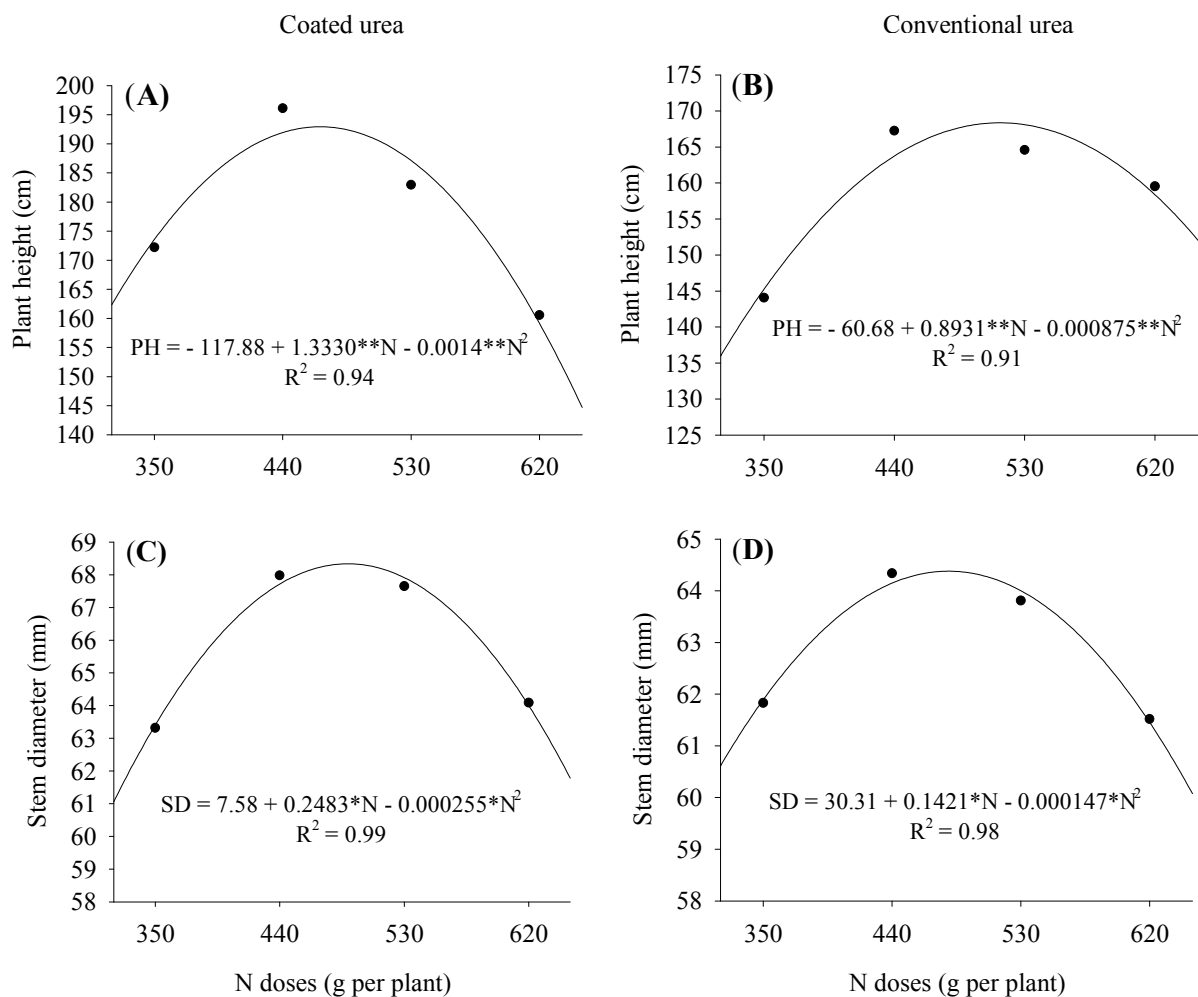 Coated urea
Conventional urea
(A)
Plant height (cm)
200
195
190
185
180
175
170
165
160
155
150
145
140
PH = - 117.88 + 1.3330**N - 0.0014**N²
R² = 0.94
350 440 530 620
(B)
Plant height (cm)
175
170
165
160
155
150
145
140
135
130
125
PH = - 60.68 + 0.8931**N - 0.000875**N²
R² = 0.91
350 440 530 620
(C)
Stem diameter (mm)
69
68
67
66
65
64
63
62
61
60
59
58
SD = 7.58 + 0.2483*N - 0.000255*N²
R² = 0.99
350 440 530 620
N doses (g per plant)
(D)
Stem diameter (mm)
65
64
63
62
61
60
59
58
SD = 30.31 + 0.1421*N - 0.000147*N²
R² = 0.98
350 440 530 620
N doses (g per plant)